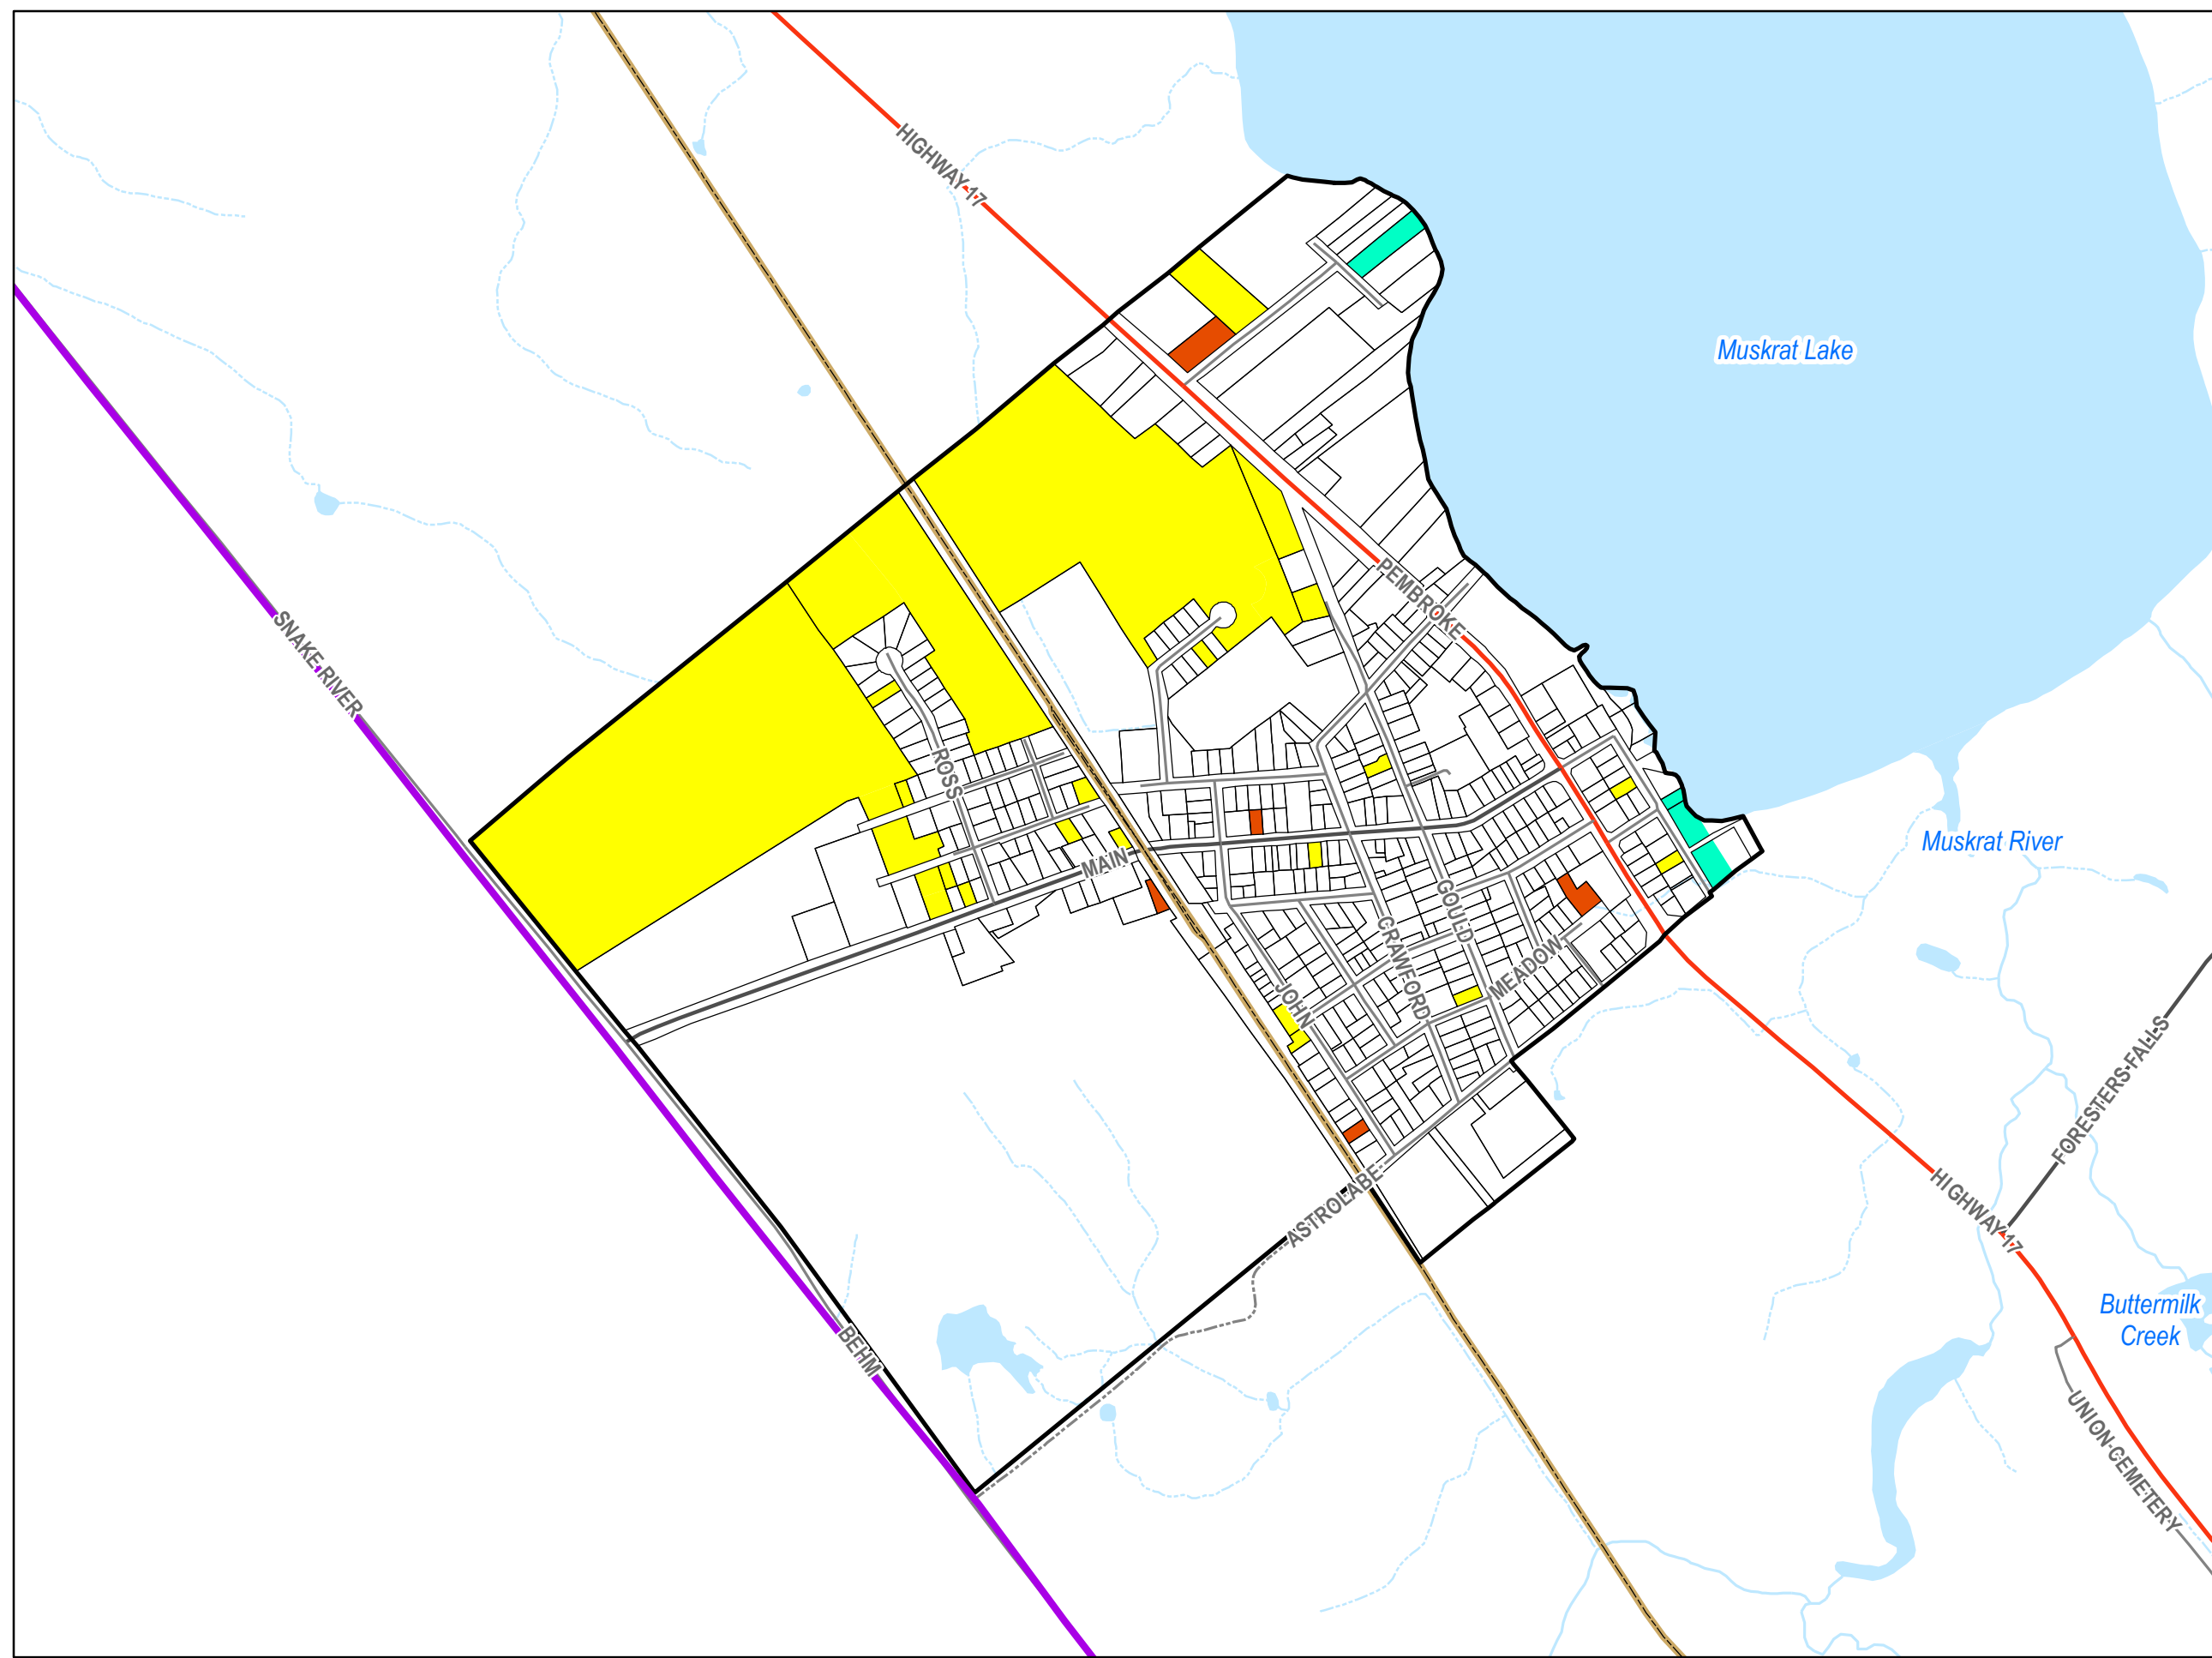 HIGHWAY 17
Muskrat Lake
PEMBROKE
SNAKE RIVER
ROSS
Muskrat River
MAIN
GOULD
CRAWFORD
MEADOW
JOHN
FORESTERS FALLS
ASTROLABE
HIGHWAY 17
Buttermilk
Creek
BEHM
UNION CEMETERY